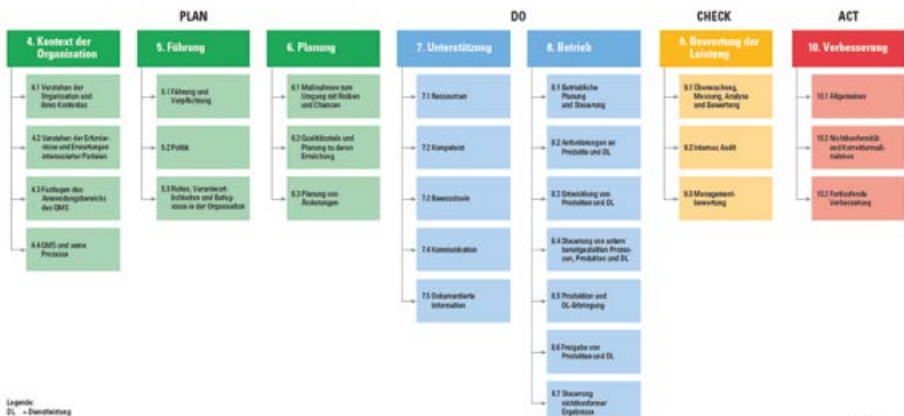 PLAN
DO
CHECK
ACT
4. Kontext der
Organisation
4.1 Verstehen der
Organisation und
ihres Kontextes
4.2 Verstehen der Erforder-
nisse und Erwartungen
interessierter Parteien
4.3 Festlegen des
Anwendungsbereichs
des QMS
4.4 QMS und seine
Prozesse
5. Führung
5.1 Führung und
Verpflichtung
5.2 Politik
5.3 Rollen, Verantwort-
lichkeiten und Befug-
nisse in der Organisation
6. Planung
6.1 Maßnahmen zum
Umgang mit Risiken
und Chancen
6.2 Qualitätsziele und
Planung zu deren
Erreichung
6.3 Planung von
Änderungen
7. Unterstützung
7.1 Ressourcen
7.2 Kompetenz
7.3 Bewusstsein
7.4 Kommunikation
7.5 Dokumentierte
Information
8. Betrieb
8.1 Betriebliche
Planung
und Steuerung
8.2 Anforderungen an
Produkte und DL
8.3 Entwicklung von
Produkten und DL
8.4 Steuerung von extern
bereitgestellten Prozes-
sen, Produkten und DL
8.5 Produktion und
DL-Erbringung
8.6 Freigabe von
Produkten und DL
8.7 Steuerung
nichtkonformer
Ergebnisse
9. Bewertung der
Leistung
9.1 Überwachung,
Messung, Analyse
und Bewertung
9.2 Internes Audit
9.3 Management-
bewertung
10. Verbesserung
10.1 Allgemeines
10.2 Nichtkonformität
und Korrekturmaß-
nahmen
10.3 Fortlaufende
Verbesserung
Legende:
DL = Dienstleistung